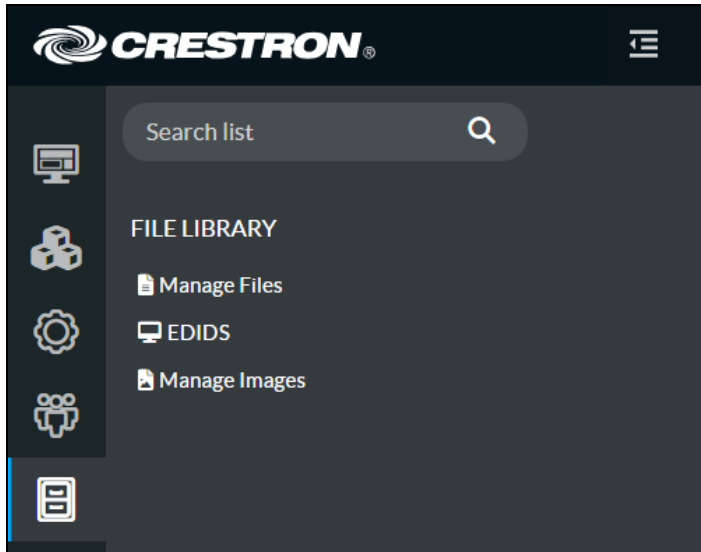 CRESTRON®
Search list
FILE LIBRARY
Manage Files
EDIDS
Manage Images